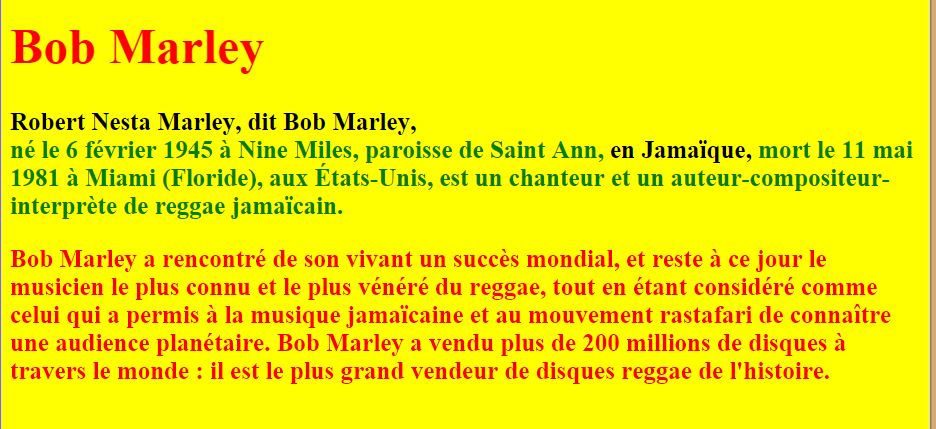 Bob Marley
Robert Nesta Marley, dit Bob Marley,
né le 6 février 1945 à Nine Miles, paroisse de Saint Ann, en Jamaïque, mort le 11 mai
1981 à Miami (Floride), aux États-Unis, est un chanteur et un auteur-compositeur-
interprète de reggae jamaïcain.
Bob Marley a rencontré de son vivant un succès mondial, et reste à ce jour le
musicien le plus connu et le plus vénéré du reggae, tout en étant considéré comme
celui qui a permis à la musique jamaïcaine et au mouvement rastafari de connaître
une audience planétaire. Bob Marley a vendu plus de 200 millions de disques à
travers le monde : il est le plus grand vendeur de disques reggae de l'histoire.